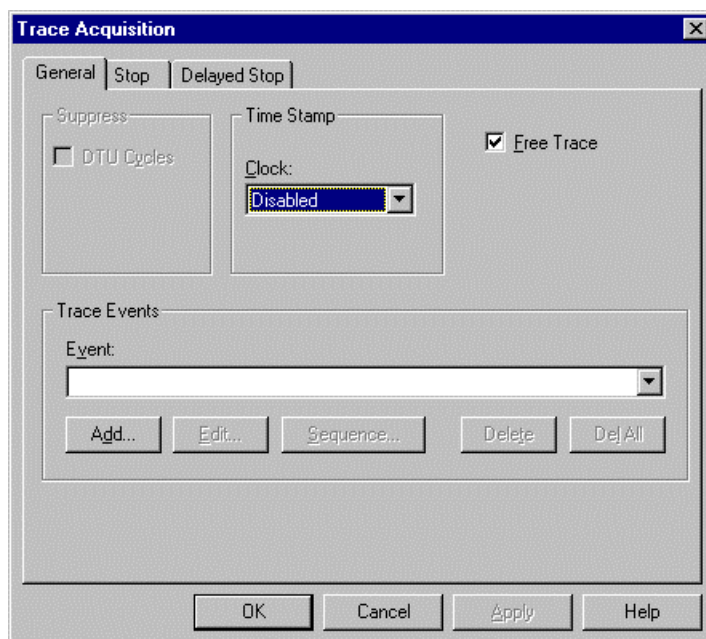 Trace Acquisition
General Stop Delayed Stop
Suppress
DTU Cycles
Time Stamp
Clock:
Disabled
Free Trace
Trace Events
Event:
Add... Edit... Sequence... Delete Del All
OK Cancel Apply Help